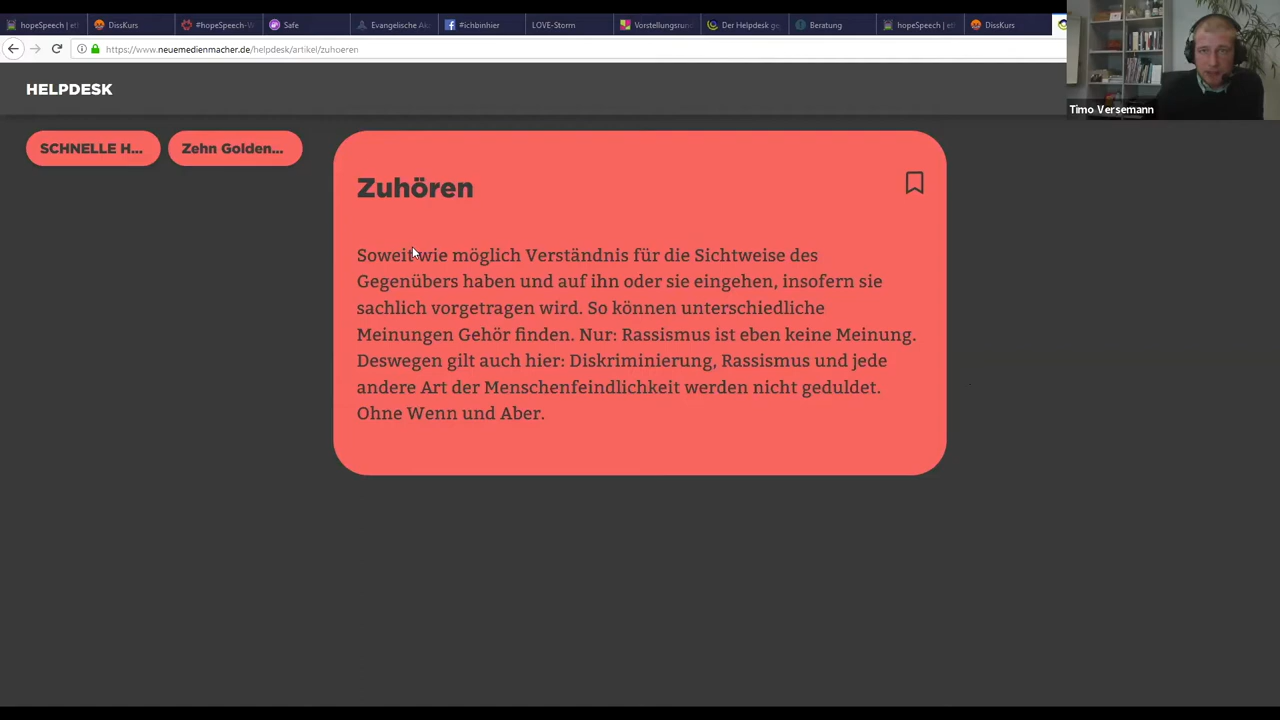 hopeSpeech | et
DissKurs
#hopeSpeech-W
Safe
Evangelische Ak
#ichbinhier
LOVE-Storm
Vorstellungsrun
Der Helpdesk ge
Beratung
hopeSpeech | et
DissKurs
https://www.neuemedienmacher.de/helpdesk/artikel/zuhoeren
Timo Versemann
HELPDESK
SCHNELLE H...
Zehn Golden...
Zuhören
Soweit wie möglich Verständnis für die Sichtweise des
Gegenübers haben und auf ihn oder sie eingehen, insofern sie
sachlich vorgetragen wird. So können unterschiedliche
Meinungen Gehör finden. Nur: Rassismus ist eben keine Meinung.
Deswegen gilt auch hier: Diskriminierung, Rassismus und jede
andere Art der Menschenfeindlichkeit werden nicht geduldet.
Ohne Wenn und Aber.